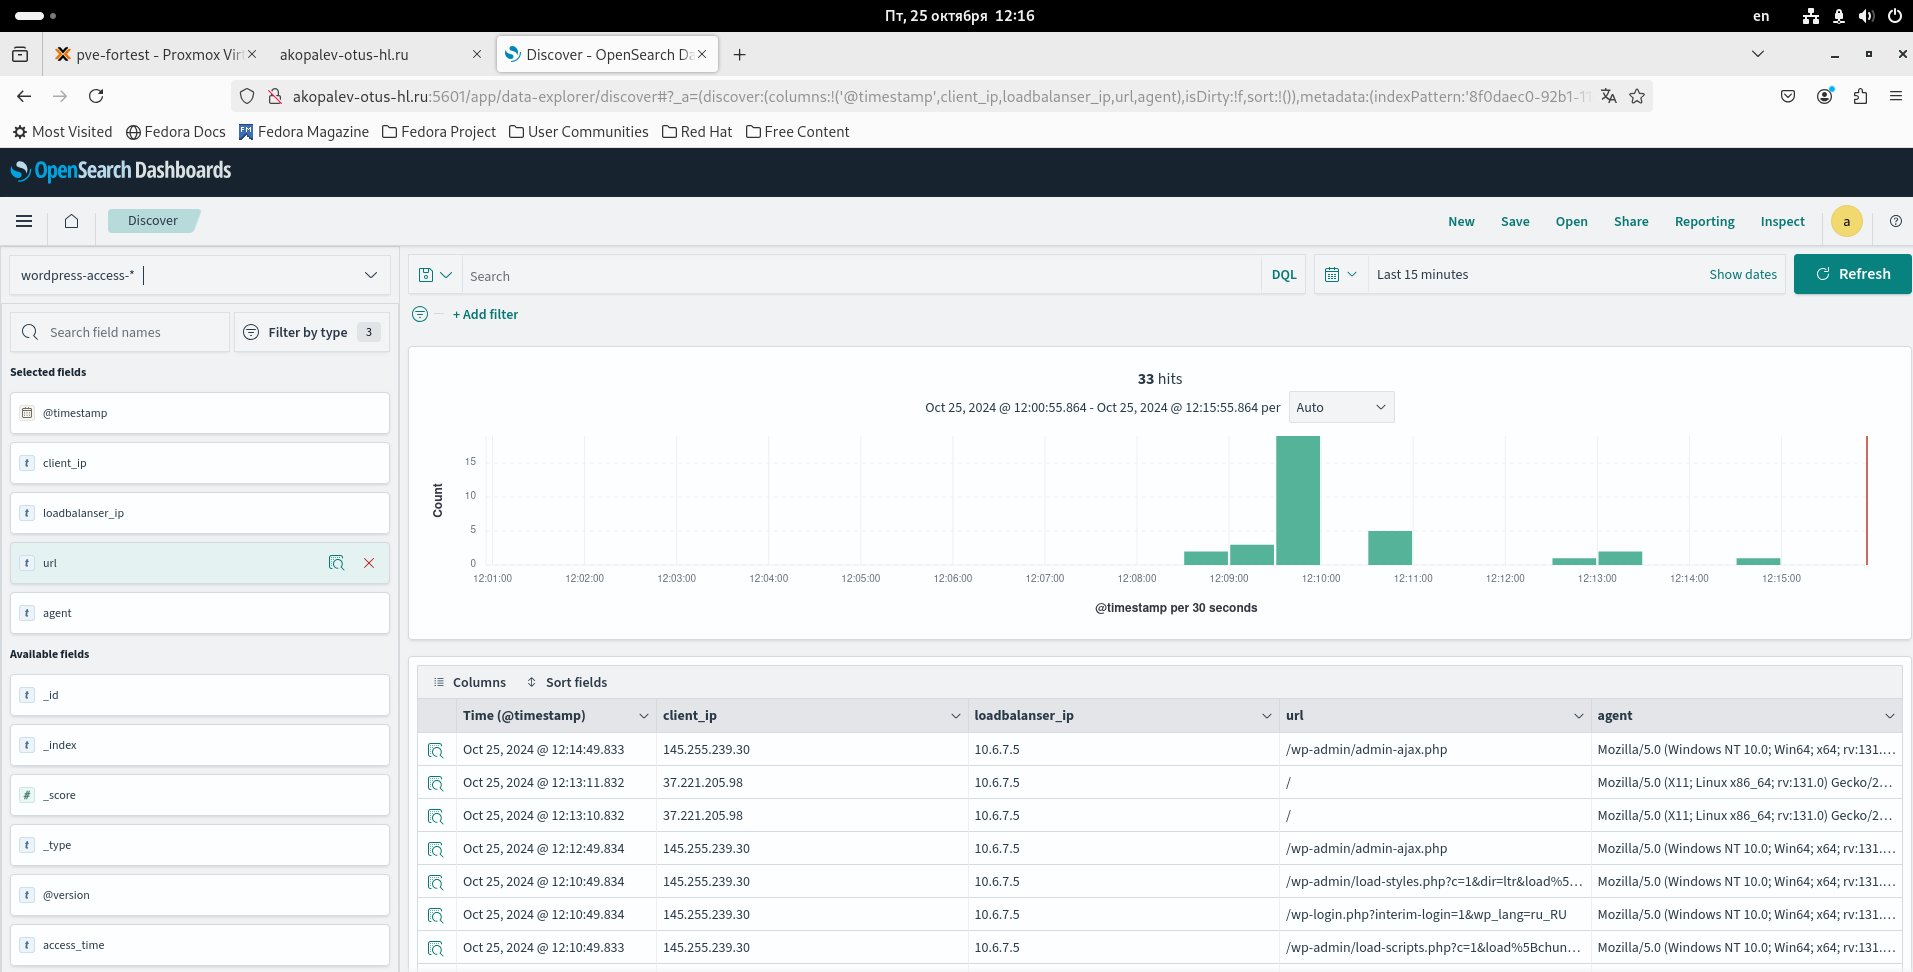 Пт, 25 октября 12:16
en
pve-fortest - Proxmox Vir
akopalev-otus-hl.ru
Discover - OpenSearch Da
akopalev-otus-hl.ru:5601/app/data-explorer/discover#?_a=(discover:(columns:!('@timestamp',client_ip,loadbalanser_ip,url,agent),isDirty:!f,sort:!()),metadata:(indexPattern:'8f0daec0-92b1-11
Most Visited
Fedora Docs
Fedora Magazine
Fedora Project
User Communities
Red Hat
Free Content
OpenSearch Dashboards
Discover
New
Save
Open
Share
Reporting
Inspect
a
wordpress-access-*
Search
DQL
Last 15 minutes
Show dates
Refresh
+ Add filter
Search field names
Filter by type 3
Selected fields
@timestamp
client_ip
loadbalanser_ip
url
agent
Available fields
_id
_index
_score
_type
@version
access_time
33 hits
Oct 25, 2024 @ 12:00:55.864 - Oct 25, 2024 @ 12:15:55.864 per
Auto
Count
15
10
5
0
12:01:00 12:02:00 12:03:00 12:04:00 12:05:00 12:06:00 12:07:00 12:08:00 12:09:00 12:10:00 12:11:00 12:12:00 12:13:00 12:14:00 12:15:00
@timestamp per 30 seconds
Columns
Sort fields
Time (@timestamp) client_ip loadbalanser_ip url agent
Oct 25, 2024 @ 12:14:49.833 145.255.239.30 10.6.7.5 /wp-admin/admin-ajax.php Mozilla/5.0 (Windows NT 10.0; Win64; x64; rv:131....
Oct 25, 2024 @ 12:13:11.832 37.221.205.98 10.6.7.5 / Mozilla/5.0 (X11; Linux x86_64; rv:131.0) Gecko/2...
Oct 25, 2024 @ 12:13:10.832 37.221.205.98 10.6.7.5 / Mozilla/5.0 (X11; Linux x86_64; rv:131.0) Gecko/2...
Oct 25, 2024 @ 12:12:49.834 145.255.239.30 10.6.7.5 /wp-admin/admin-ajax.php Mozilla/5.0 (Windows NT 10.0; Win64; x64; rv:131....
Oct 25, 2024 @ 12:10:49.834 145.255.239.30 10.6.7.5 /wp-admin/load-styles.php?c=1&dir=ltr&load%5... Mozilla/5.0 (Windows NT 10.0; Win64; x64; rv:131....
Oct 25, 2024 @ 12:10:49.834 145.255.239.30 10.6.7.5 /wp-login.php?interim-login=1&wp_lang=ru_RU Mozilla/5.0 (Windows NT 10.0; Win64; x64; rv:131....
Oct 25, 2024 @ 12:10:49.833 145.255.239.30 10.6.7.5 /wp-admin/load-scripts.php?c=1&load%5Bchun... Mozilla/5.0 (Windows NT 10.0; Win64; x64; rv:131....